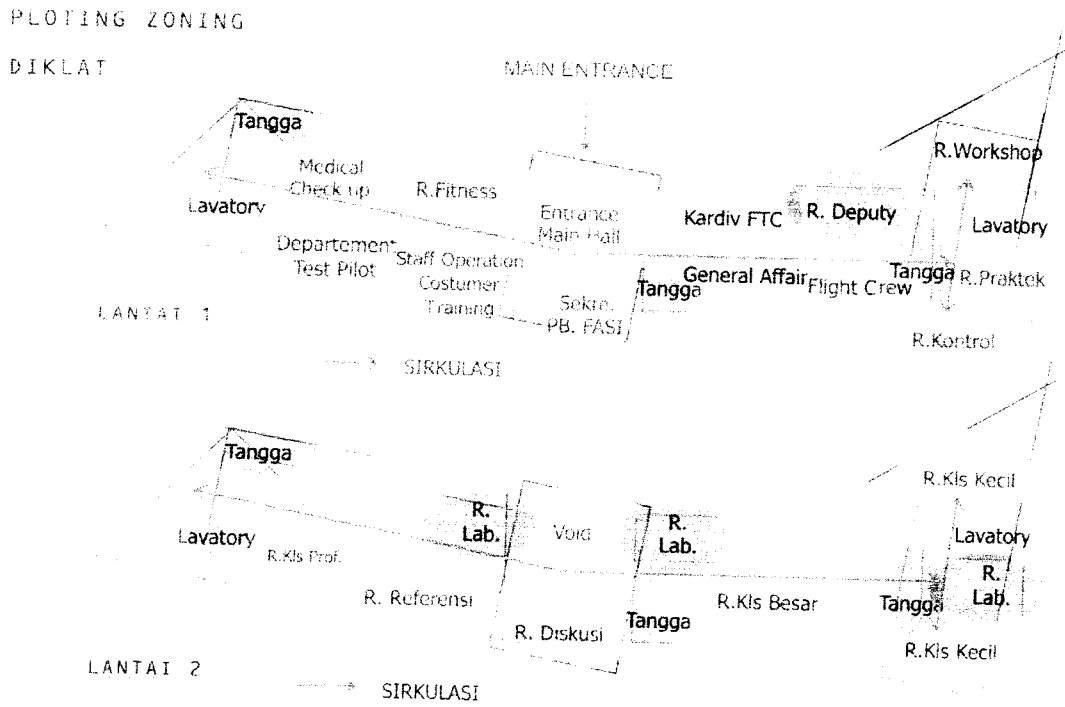 PLOTING ZONING
DIKLAT
MAIN ENTRANCE
Tangga
R.Workshop
Medical
Check up
R.Fitness
Lavatory
Entrance
Main Hall
Kardiv FTC
R. Deputy
Lavatory
Departement
Test Pilot
Staff Operation
Costumer
Training
Tangga
General Affair
Flight Crew
Tangga
R.Praktek
Sekre.
PB. FASI
LANTAI 1
R.Kontrol
SIRKULASI
Tangga
R.Kls Kecil
R.
Lab.
Void
R.
Lab.
Lavatory
Lavatory
R.Kls Prof.
R.
Lab.
R. Referensi
R.Kls Besar
Tangga
R. Diskusi
Tangga
R.Kls Kecil
LANTAI 2
SIRKULASI